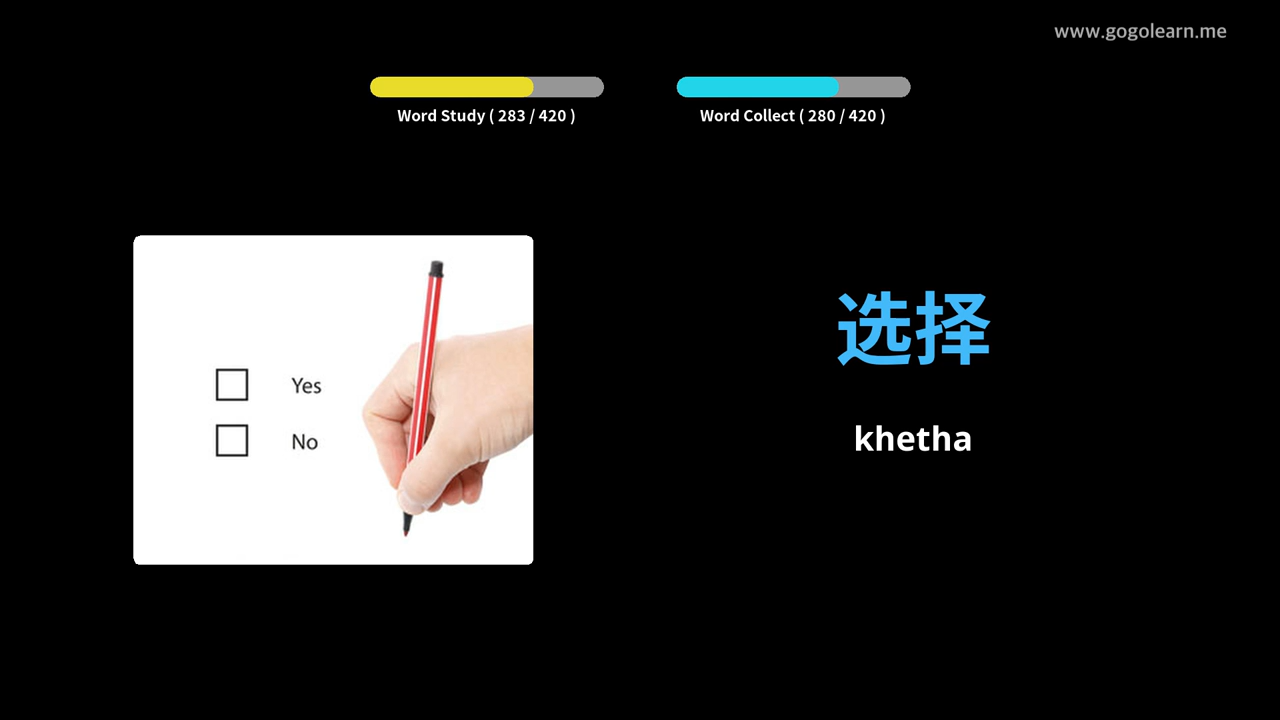 www.gogolearn.me
Word Study ( 283 / 420 )
Word Collect ( 280 / 420 )
选择
khetha
Yes
No